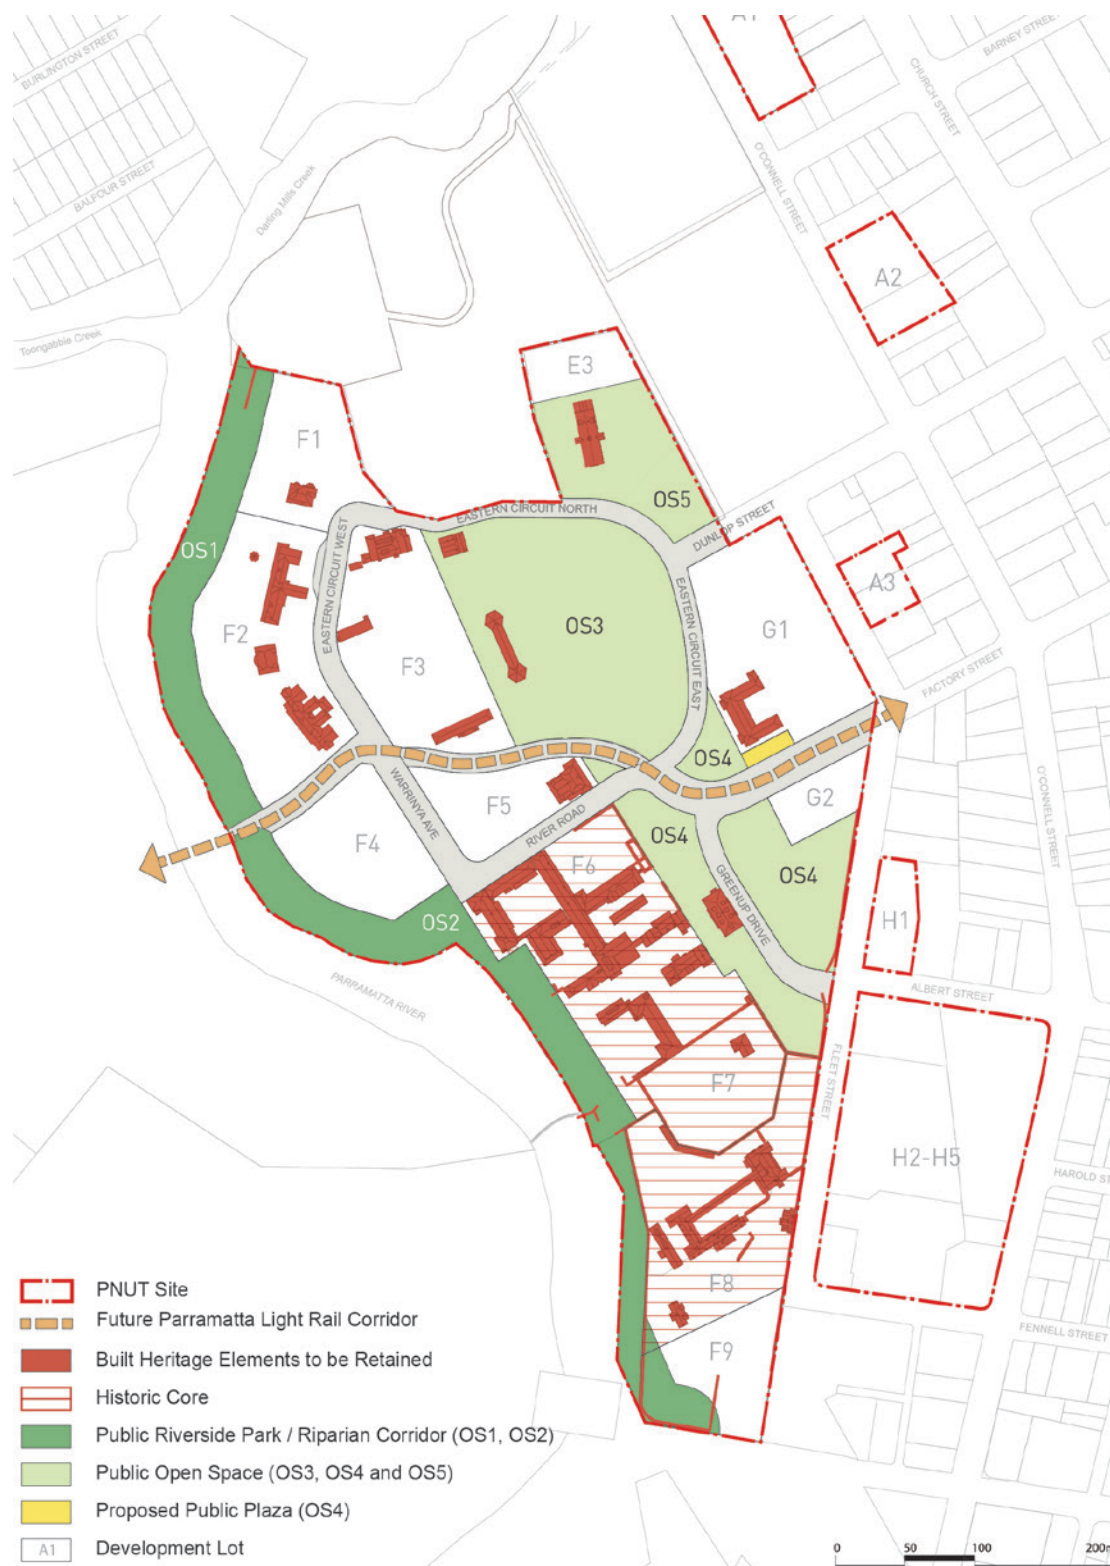 A1
BURLINGTON STREET
BARNEY STREET
CHURCH STREET
BALFOUR STREET
Darling Mills Creek
O'CONNELL STREET
A2
Toongabbie Creek
E3
F1
OS5
EASTERN CIRCUIT NORTH
DUNLOP STREET
OS1
EASTERN CIRCUIT WEST
A3
F2
OS3
EASTERN CIRCUIT EAST
G1
F3
FACTORY STREET
OS4
WARRINYA AVE
F5
G2
O'CONNELL STREET
RIVER ROAD
F4
OS4
F6
OS4
GREENUP DRIVE
OS2
H1
PARRAMATTA RIVER
ALBERT STREET
F7
FLEET STREET
H2-H5
HAROLD ST
F8
FENNELL STREET
F9
PNUT Site
Future Parramatta Light Rail Corridor
Built Heritage Elements to be Retained
Historic Core
Public Riverside Park / Riparian Corridor (OS1, OS2)
Public Open Space (OS3, OS4 and OS5)
Proposed Public Plaza (OS4)
A1 Development Lot
0 50 100 200m